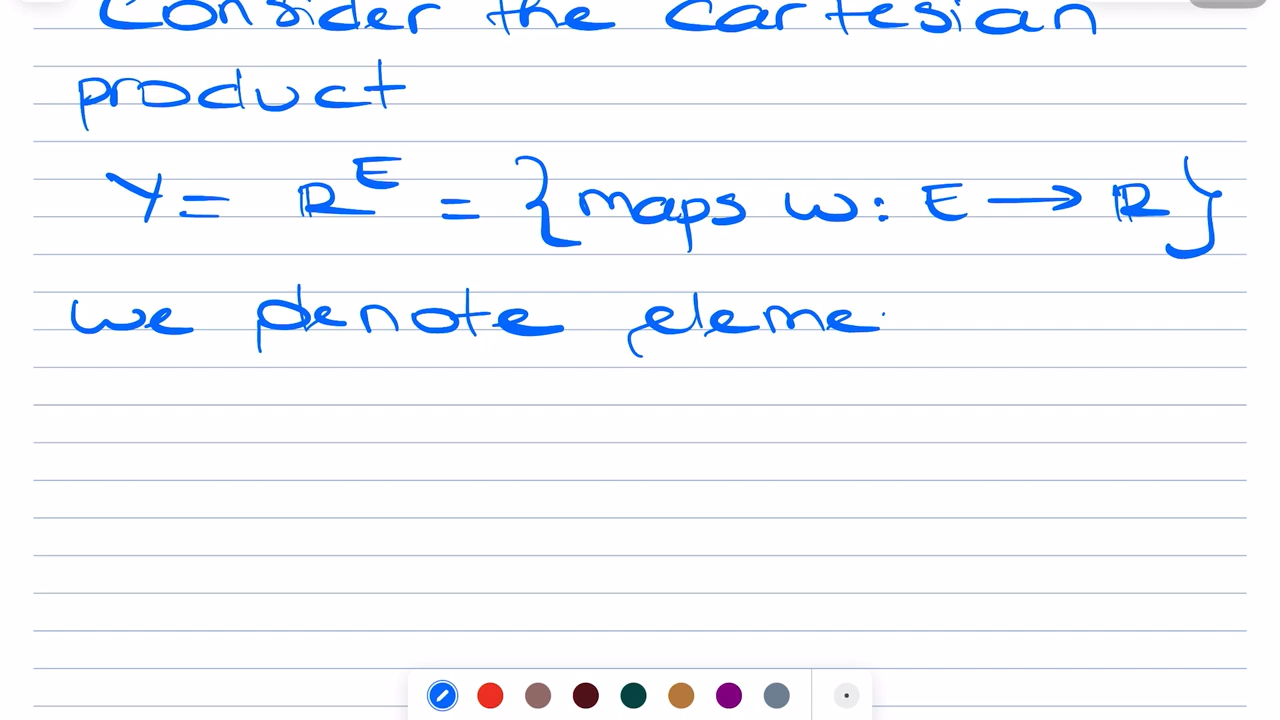 Consider the Cartesian
product
Y = ℝ^E = {maps ω: E → ℝ}
we denote eleme